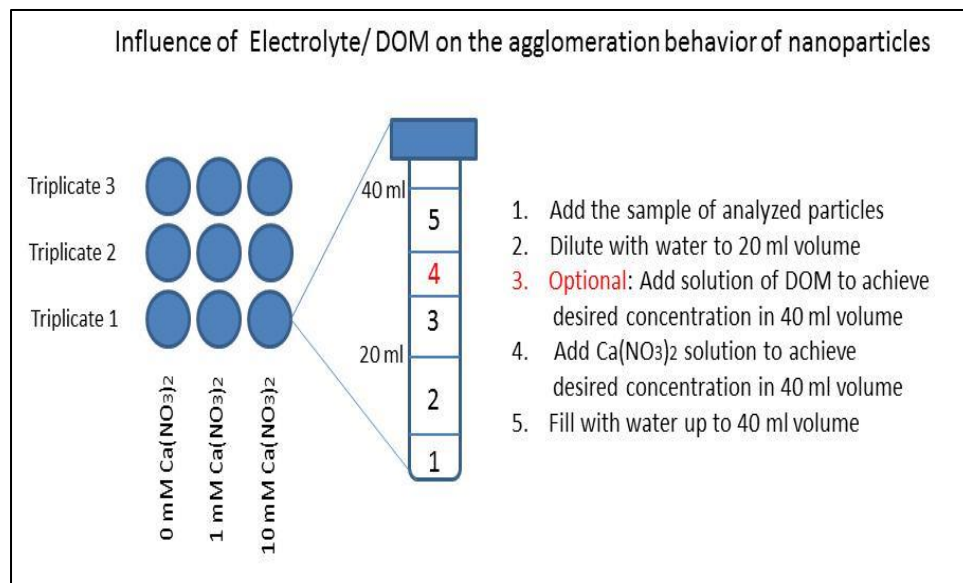 Influence of Electrolyte/ DOM on the agglomeration behavior of nanoparticles
Triplicate 3
Triplicate 2
Triplicate 1
0 mM Ca(NO3)2
1 mM Ca(NO3)2
10 mM Ca(NO3)2
40 ml
5
4
3
20 ml
2
1
1. Add the sample of analyzed particles
2. Dilute with water to 20 ml volume
3. Optional: Add solution of DOM to achieve
desired concentration in 40 ml volume
4. Add Ca(NO3)2 solution to achieve
desired concentration in 40 ml volume
5. Fill with water up to 40 ml volume